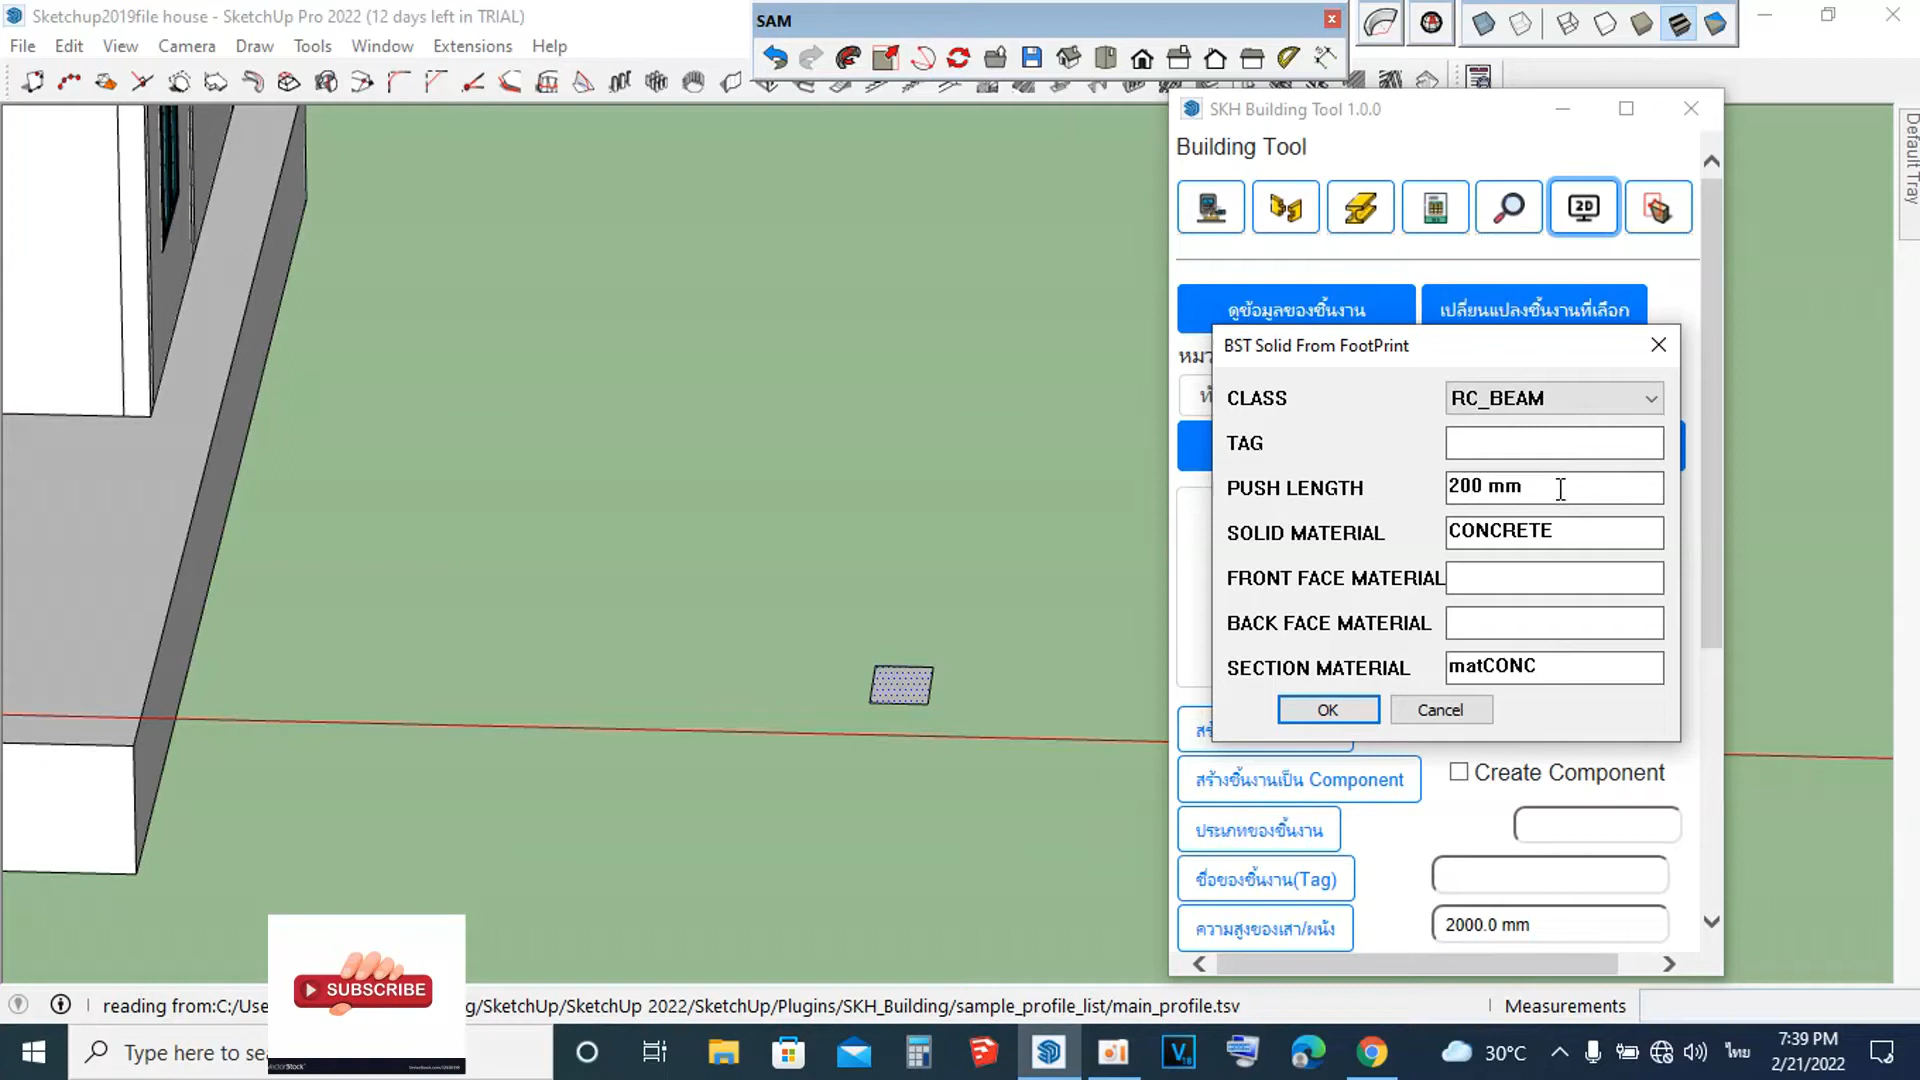 Sketchup2019file house - SketchUp Pro 2022 (12 days left in TRIAL)
SAM
File Edit View Camera Draw Tools Window Extensions Help
SKH Building Tool 1.0.0
Default Tray
Building Tool
2D
ดูข้อมูลของชิ้นงาน เปลี่ยนแปลงชิ้นงานที่เลือก
BST Solid From FootPrint
CLASS RC_BEAM
TAG
PUSH LENGTH 200 mm
SOLID MATERIAL CONCRETE
FRONT FACE MATERIAL
BACK FACE MATERIAL
SECTION MATERIAL matCONC
OK Cancel
สร้างชิ้นงานเป็น Component Create Component
ประเภทของชิ้นงาน
ชื่อของชิ้นงาน(Tag)
ความสูงของเสา/ผนัง 2000.0 mm
SUBSCRIBE
reading from:C:/Use
g/SketchUp/SketchUp 2022/SketchUp/Plugins/SKH_Building/sample_profile_list/main_profile.tsv
Measurements
Type here to sea
30°C
ไทย
7:39 PM
2/21/2022